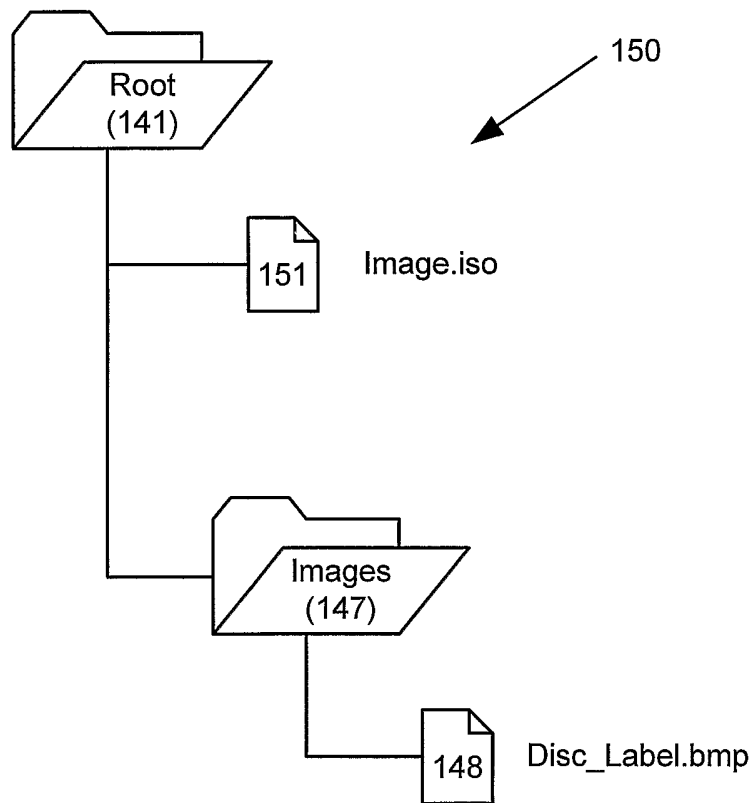 150
Root
(141)
151
Image.iso
Images
(147)
148
Disc_Label.bmp